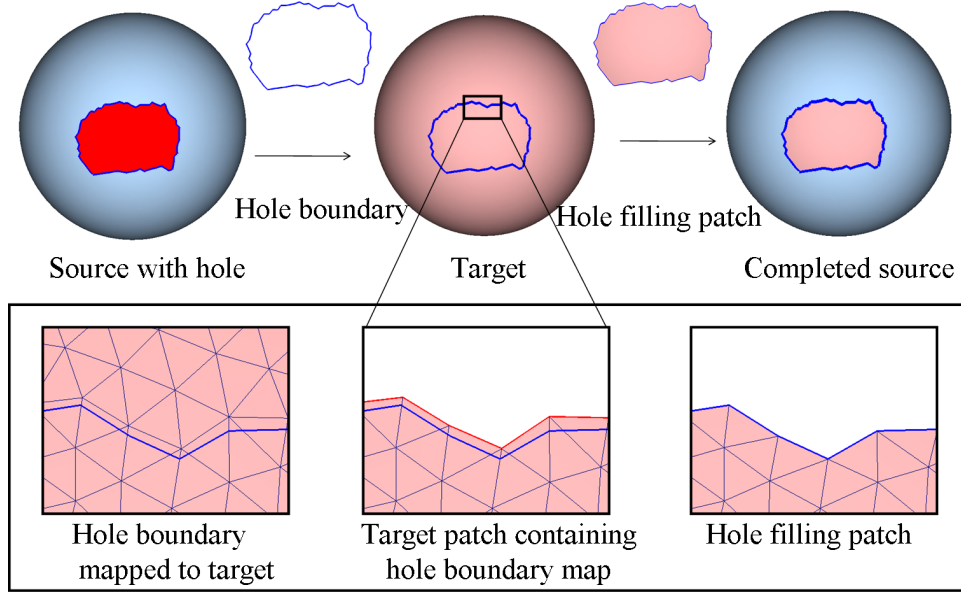 Hole boundary
Hole filling patch
Source with hole
Target
Completed source
Hole boundary
mapped to target
Target patch containing
hole boundary map
Hole filling patch